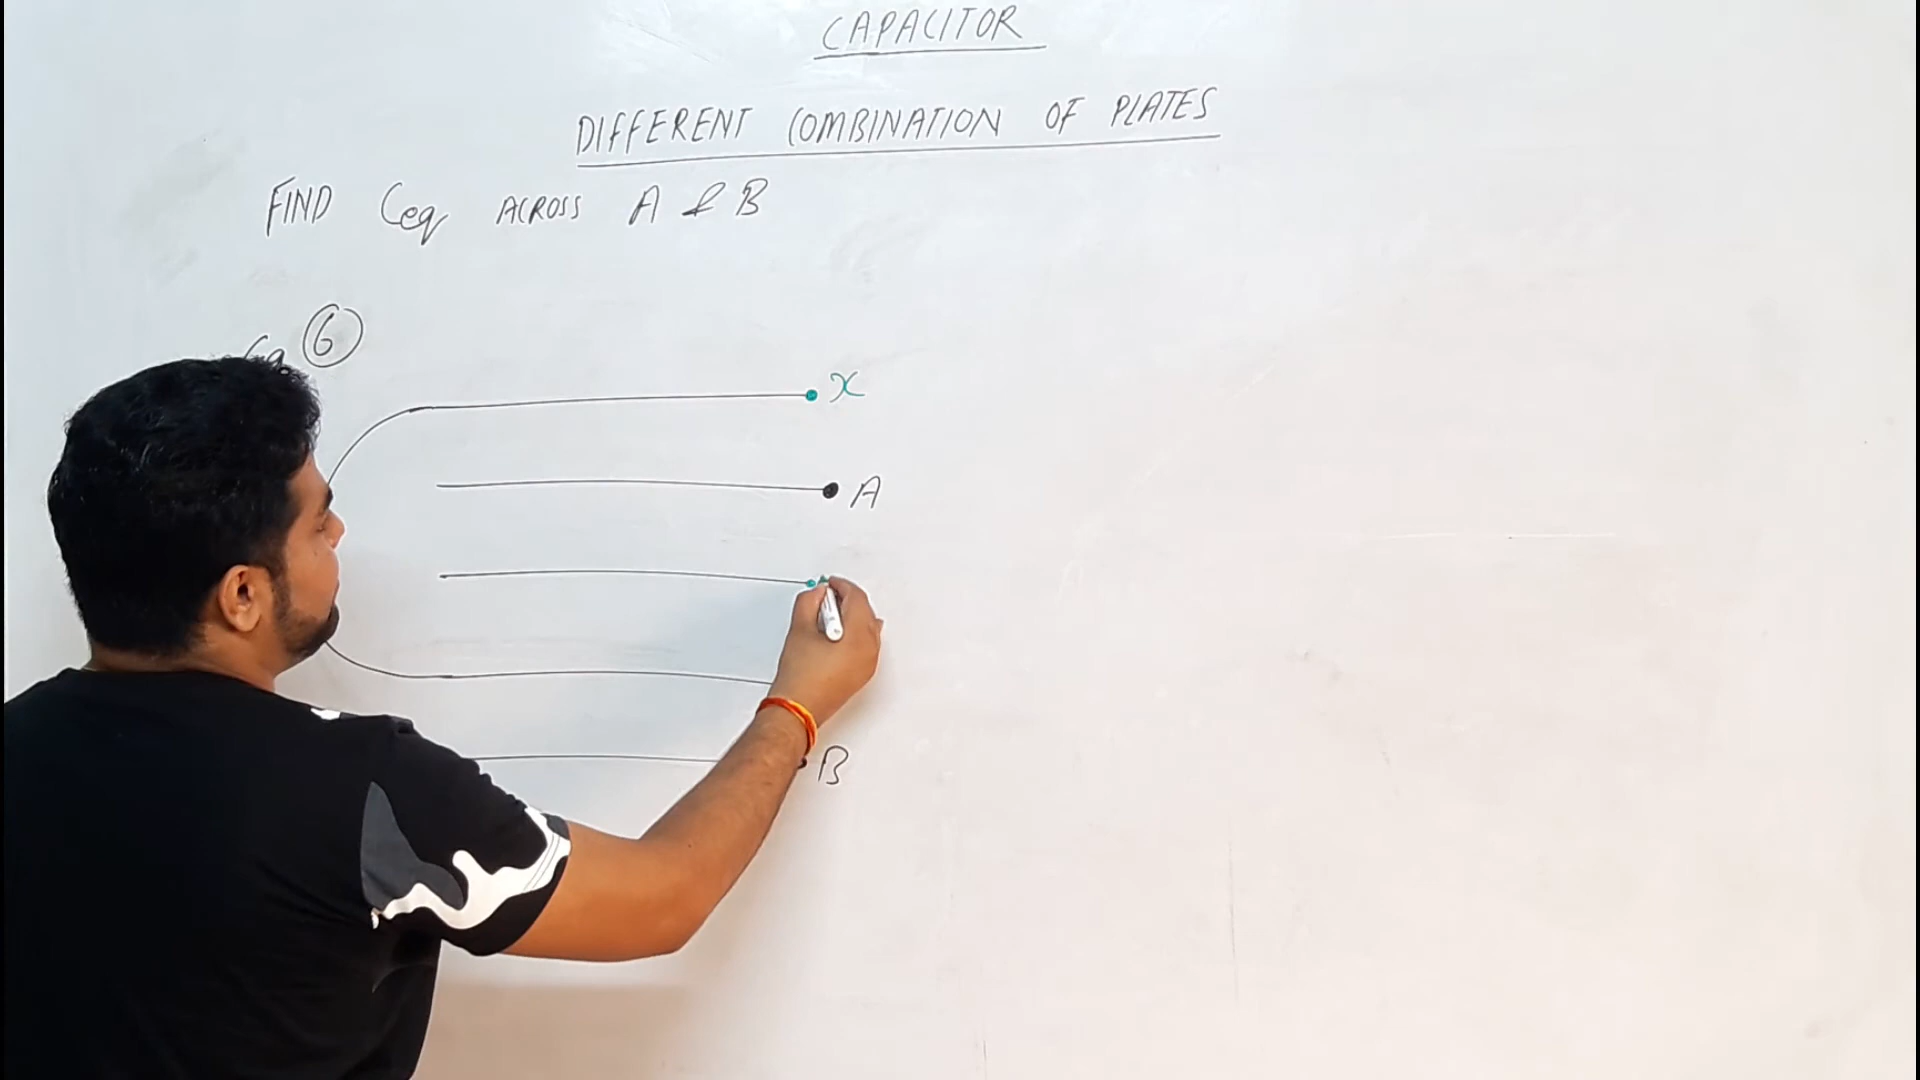 CAPACITOR
DIFFERENT COMBINATION OF PLATES
FIND Ceq ACROSS A & B
6
x
A
B